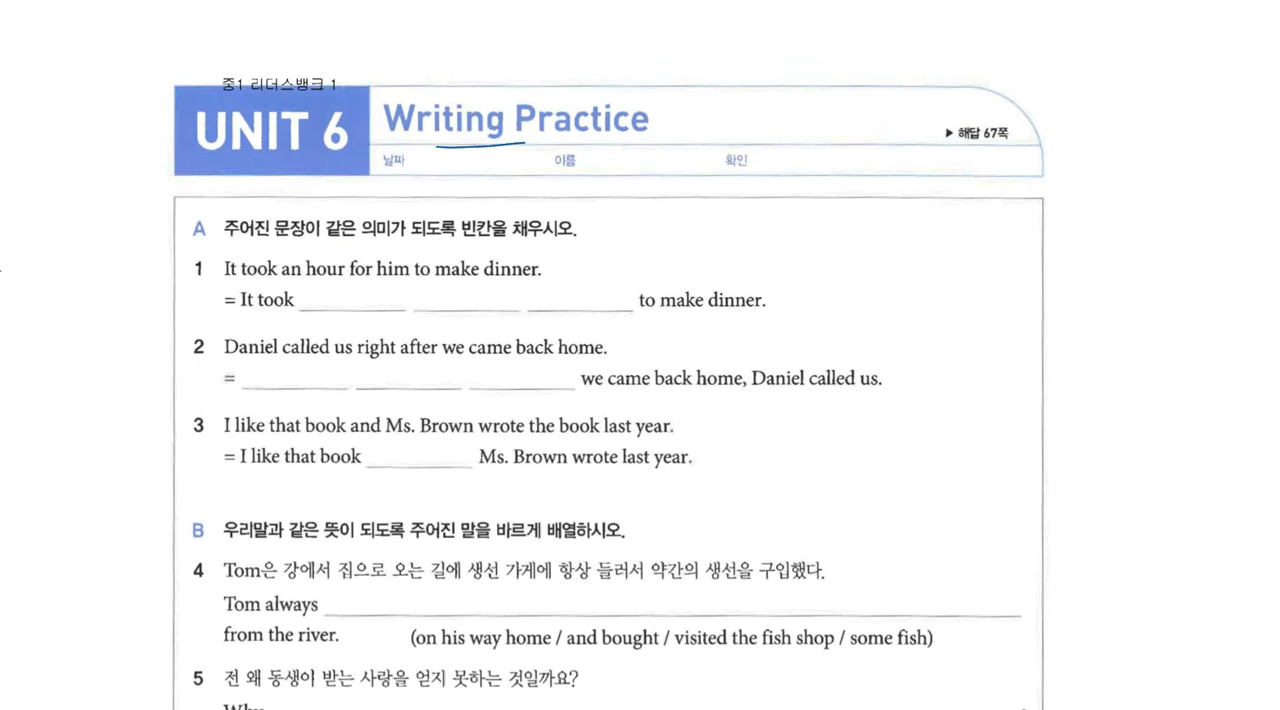 중1 리더스뱅크 1
UNIT 6
Writing Practice
▶ 해답 67쪽
날짜 이름 확인
A 주어진 문장이 같은 의미가 되도록 빈칸을 채우시오.
1 It took an hour for him to make dinner.
= It took ____ ____ ____ to make dinner.
2 Daniel called us right after we came back home.
= ____ ____ ____ we came back home, Daniel called us.
3 I like that book and Ms. Brown wrote the book last year.
= I like that book ____ Ms. Brown wrote last year.
B 우리말과 같은 뜻이 되도록 주어진 말을 바르게 배열하시오.
4 Tom은 강에서 집으로 오는 길에 생선 가게에 항상 들러서 약간의 생선을 구입했다.
Tom always ____
from the river. (on his way home / and bought / visited the fish shop / some fish)
5 전 왜 동생이 받는 사랑을 얻지 못하는 것일까요?
Why